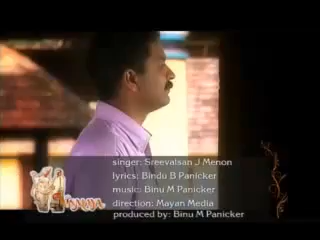 singer: Sreevalsan J Menon
lyrics: Bindu B Panicker
music: Binu M Panicker
direction: Mayan Media
produced by: Binu M Panicker